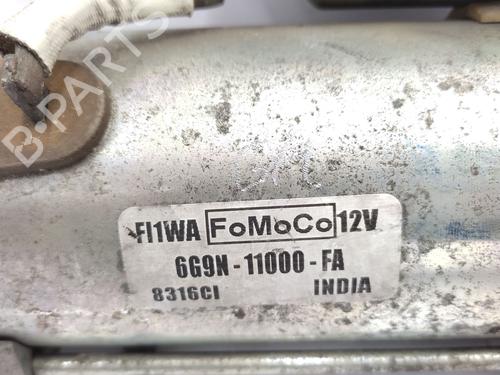 FI1WA FoMoCo 12V
6G9N - 11000 - FA
8316CI INDIA
B-PARTS